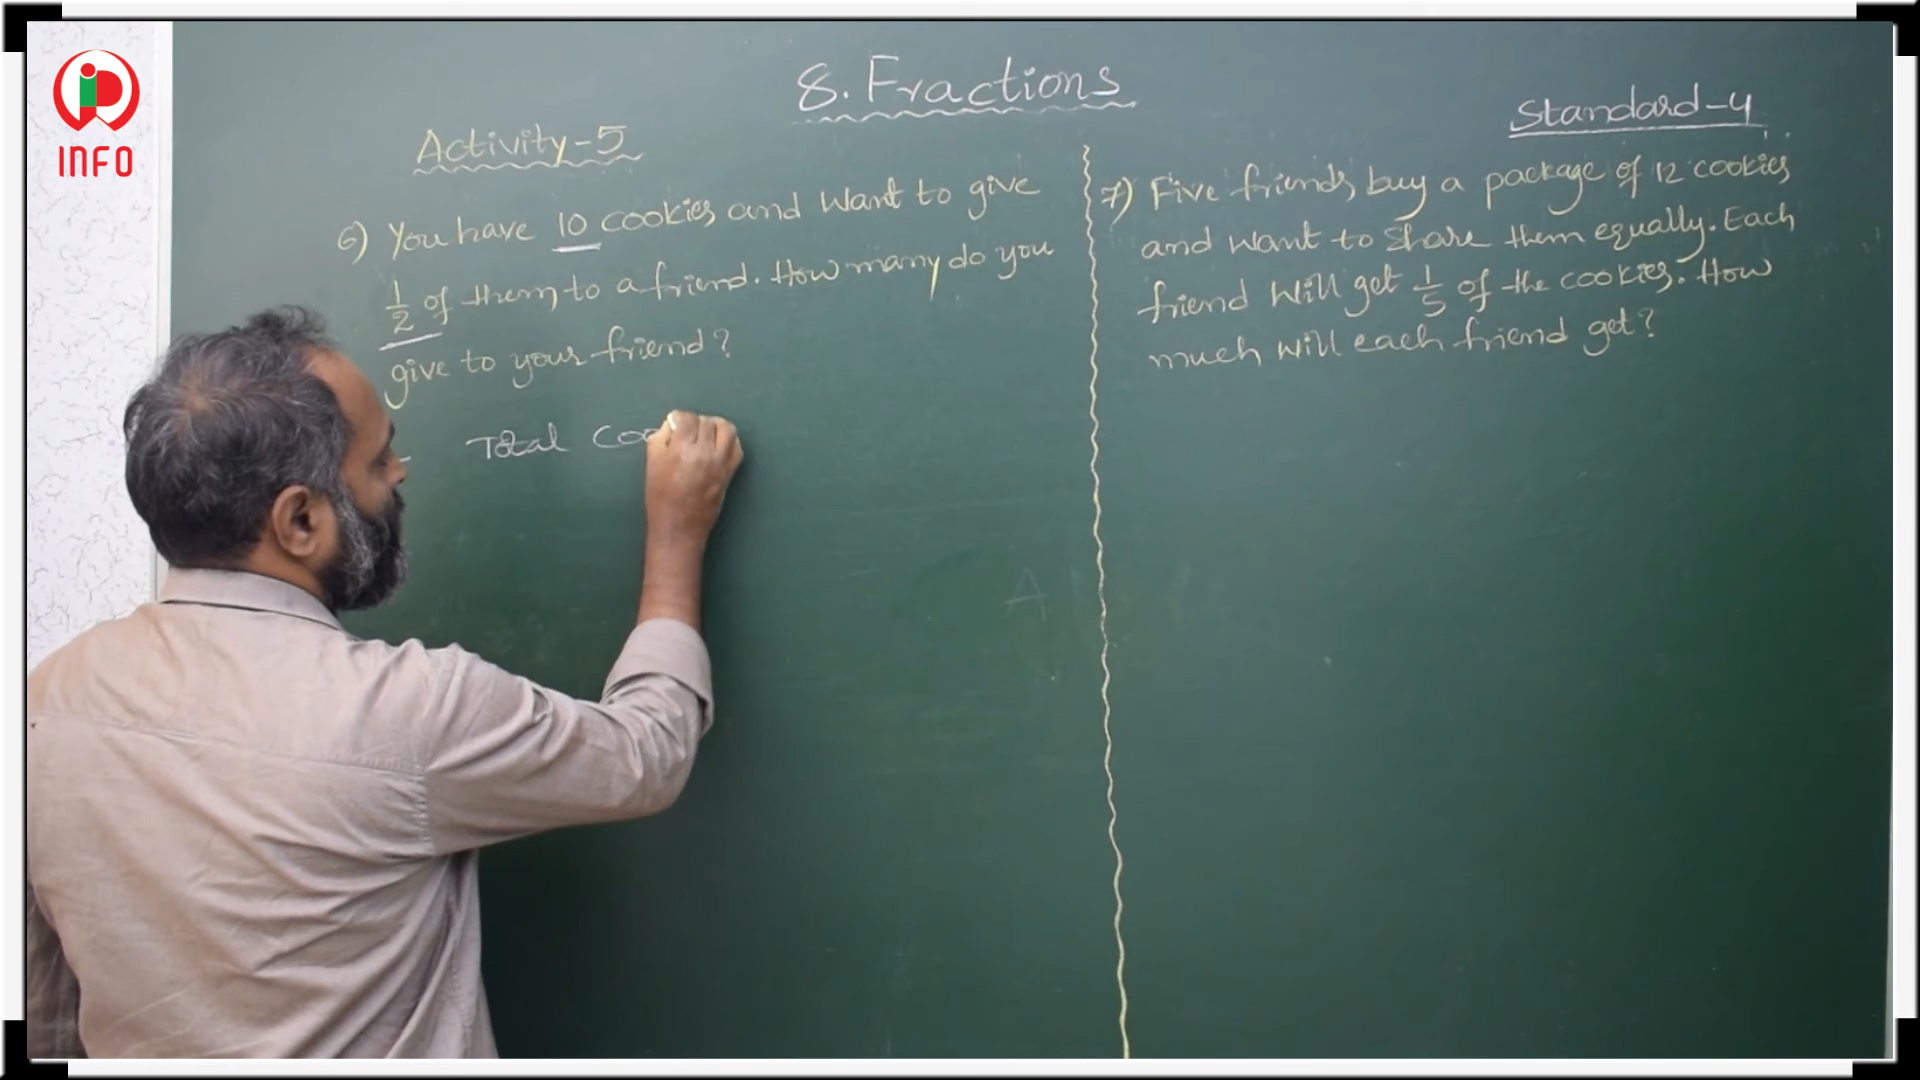 INFO
8. Fractions
Standard-4
Activity-5
6) You have 10 cookies and want to give
1/2 of them to a friend. How many do you
give to your friend?
Total Coo
7) Five friends buy a package of 12 cookies
and want to share them equally. Each
friend will get 1/5 of the cookies. How
much will each friend get?